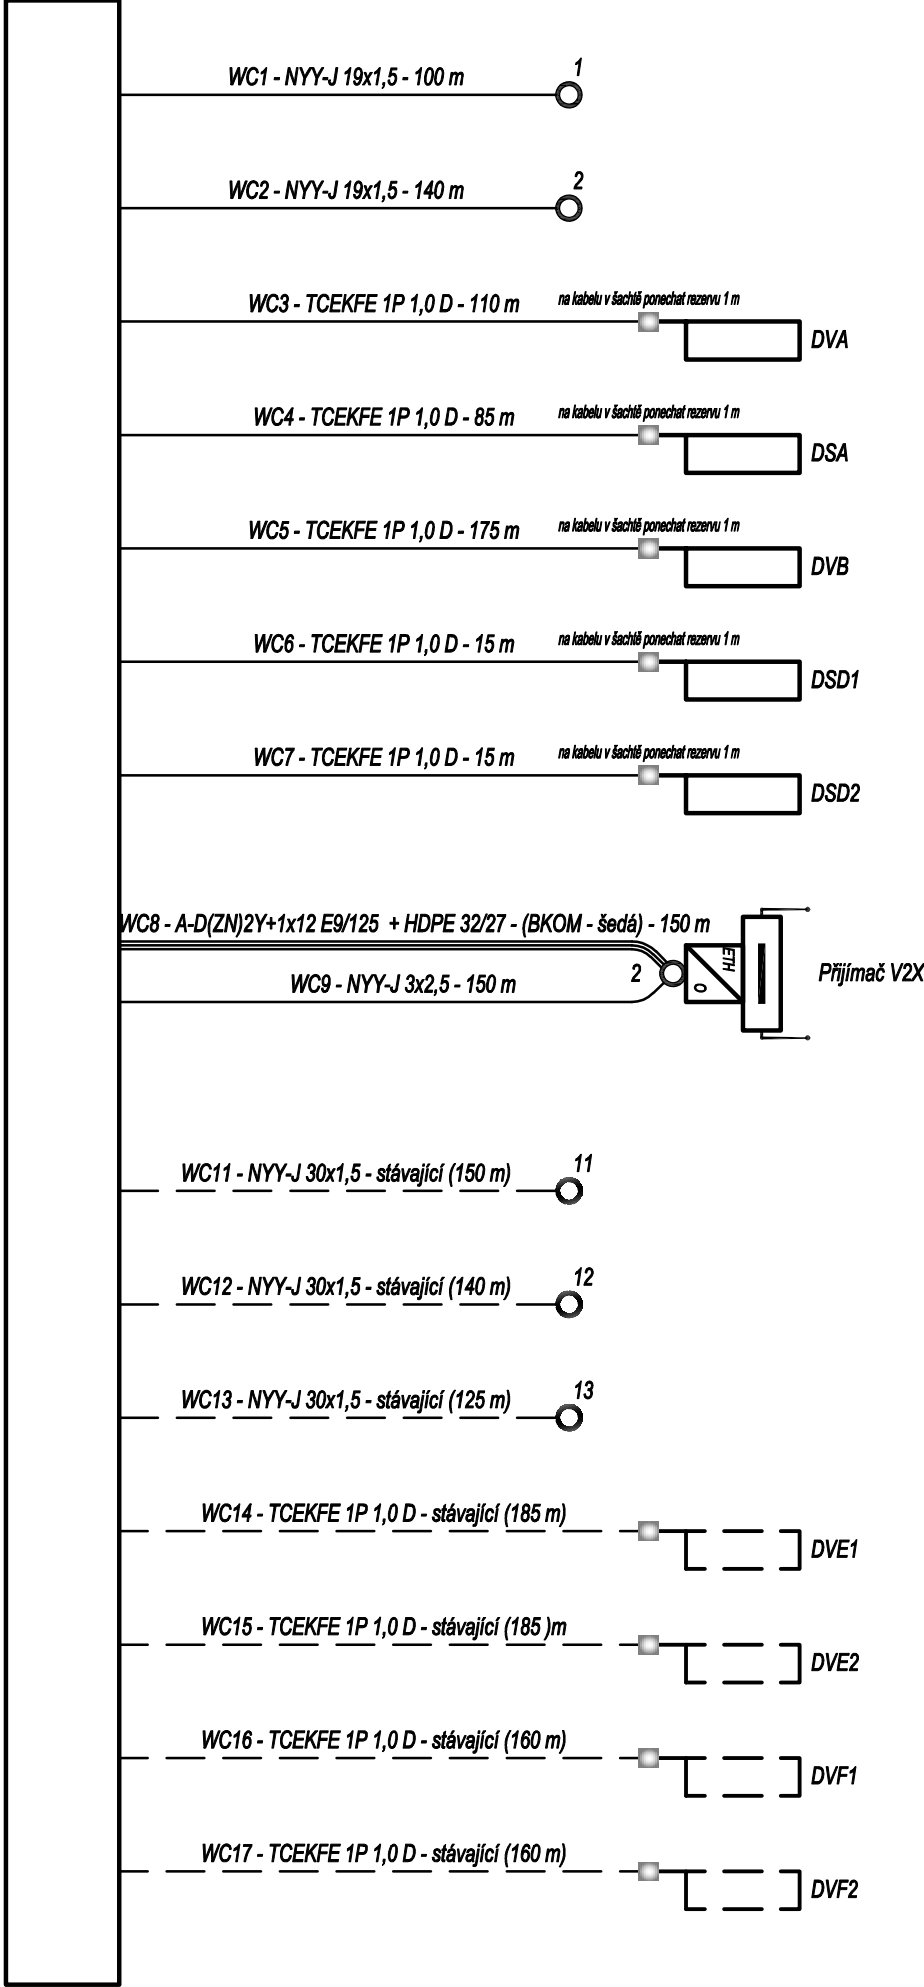 1
WC1 - NYY-J 19x1,5 - 100 m
2
WC2 - NYY-J 19x1,5 - 140 m
WC3 - TCEKFE 1P 1,0 D - 110 m
na kabelu v šachtě ponechat rezervu 1 m
DVA
WC4 - TCEKFE 1P 1,0 D - 85 m
na kabelu v šachtě ponechat rezervu 1 m
DSA
WC5 - TCEKFE 1P 1,0 D - 175 m
na kabelu v šachtě ponechat rezervu 1 m
DVB
WC6 - TCEKFE 1P 1,0 D - 15 m
na kabelu v šachtě ponechat rezervu 1 m
DSD1
WC7 - TCEKFE 1P 1,0 D - 15 m
na kabelu v šachtě ponechat rezervu 1 m
DSD2
WC8 - A-D(ZN)2Y+1x12 E9/125 + HDPE 32/27 - (BKOM - šedá) - 150 m
2
ETH
O
Přijímač V2X
WC9 - NYY-J 3x2,5 - 150 m
11
WC11 - NYY-J 30x1,5 - stávající (150 m)
12
WC12 - NYY-J 30x1,5 - stávající (140 m)
13
WC13 - NYY-J 30x1,5 - stávající (125 m)
WC14 - TCEKFE 1P 1,0 D - stávající (185 m)
DVE1
WC15 - TCEKFE 1P 1,0 D - stávající (185 )m
DVE2
WC16 - TCEKFE 1P 1,0 D - stávající (160 m)
DVF1
WC17 - TCEKFE 1P 1,0 D - stávající (160 m)
DVF2